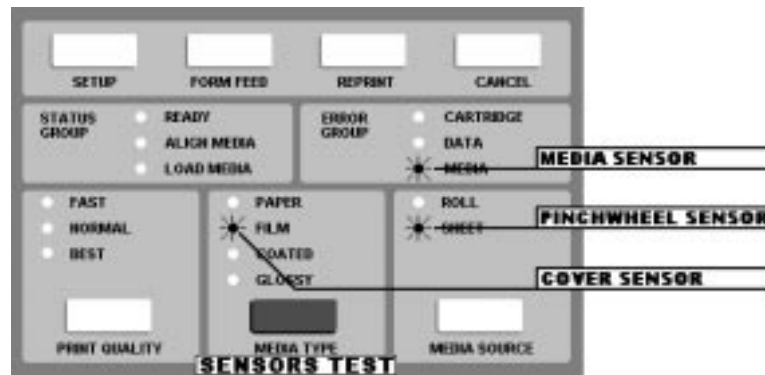 SETUP FORM FEED REPRINT CANCEL
STATUS GROUP
READY
ALIGN MEDIA
LOAD MEDIA
ERROR GROUP
CARTRIDGE
DATA
MEDIA
MEDIA SENSOR
FAST
NORMAL
BEST
PRINT QUALITY
PAPER
FILM
COATED
GLOSSY
MEDIA TYPE
ROLL
SHEET
MEDIA SOURCE
PINCHWHEEL SENSOR
COVER SENSOR
SENSORS TEST